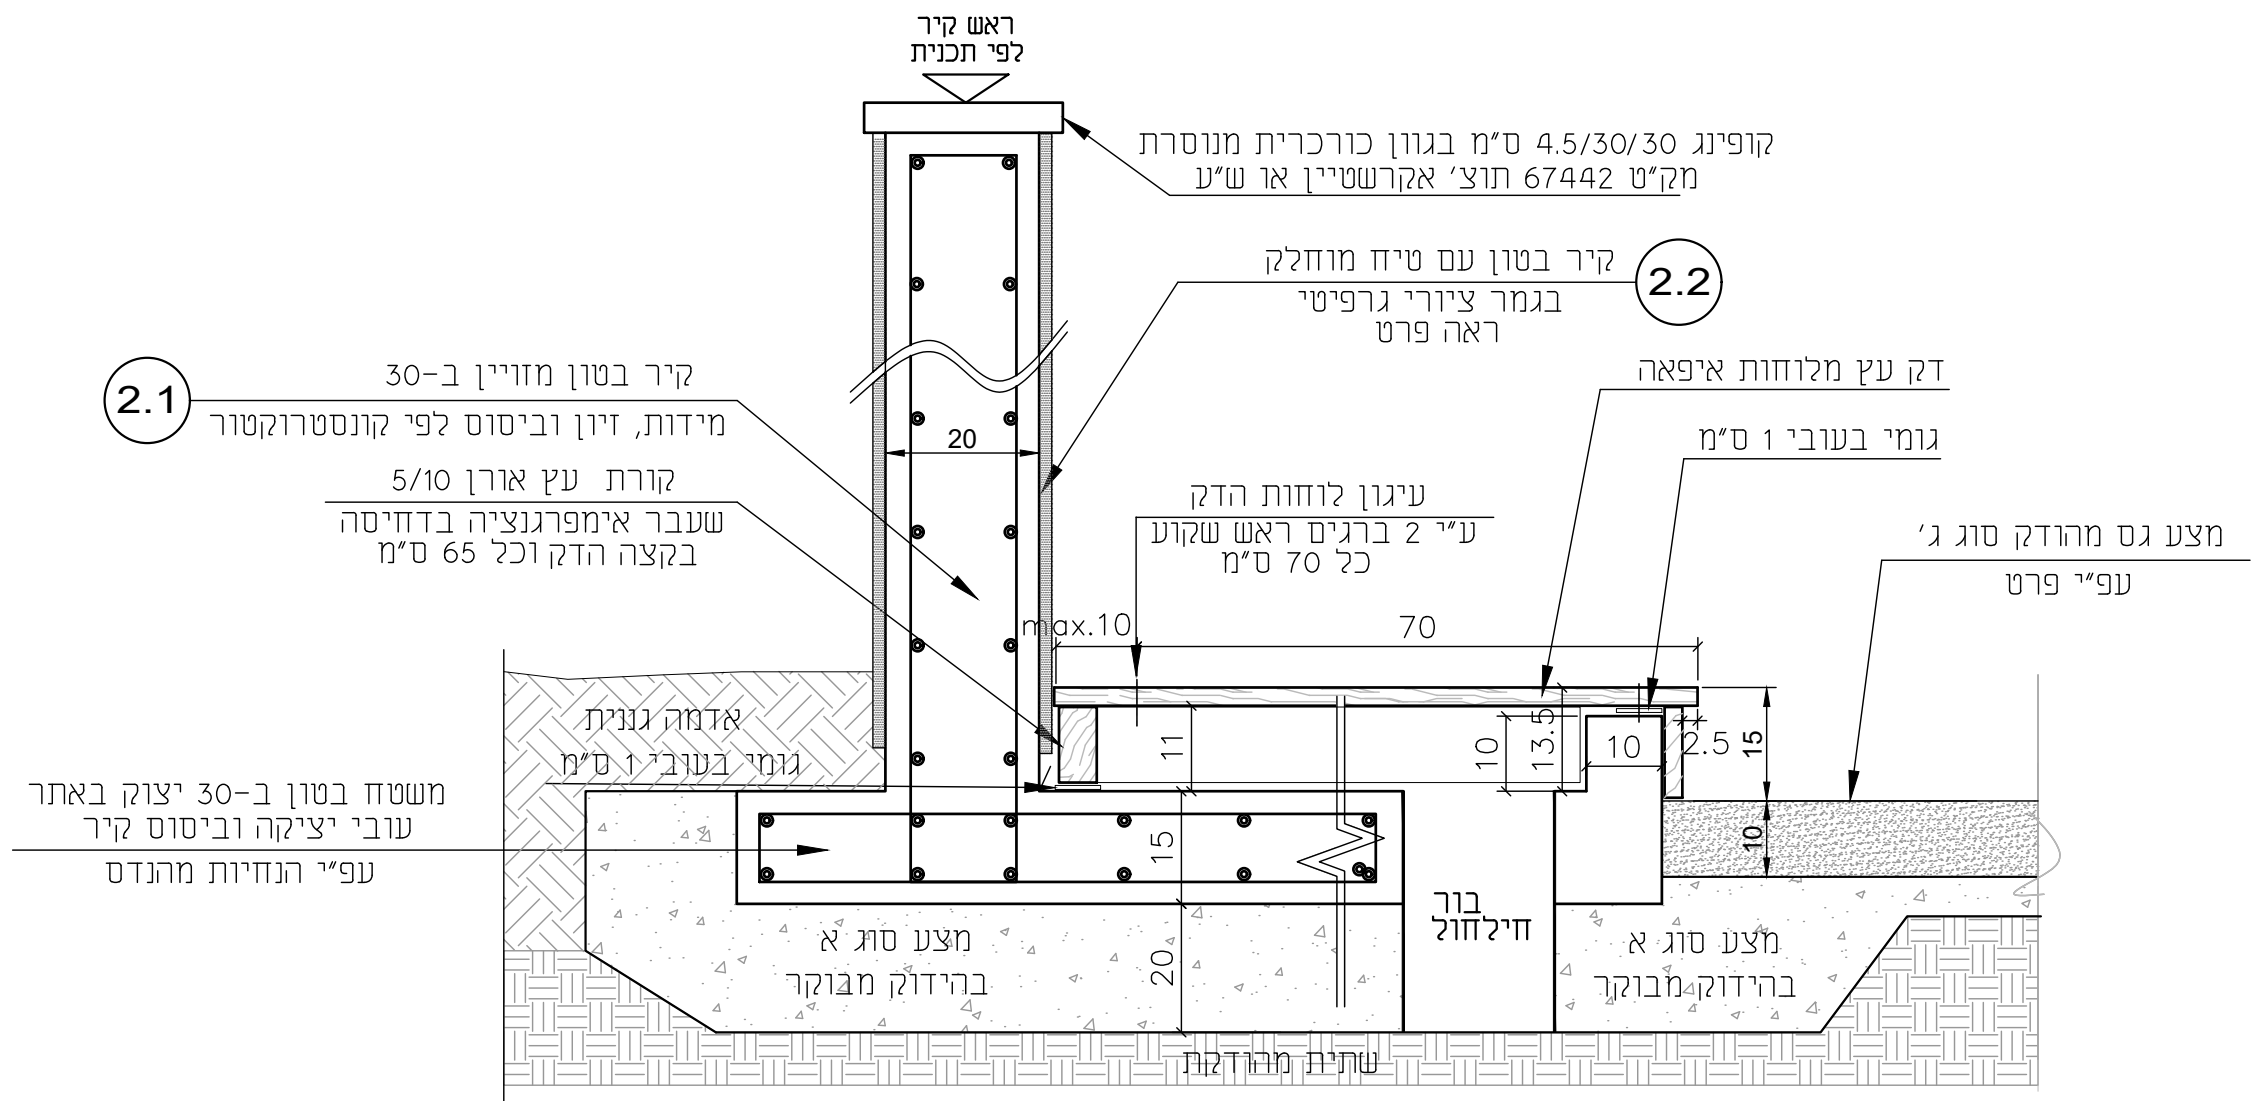 ראש קיר
לפי תכנית
קופינג 4.5/30/30 ס"מ בגוון כורכרית מנוסרת
מק"ט 67442 תוצ' אקרשטיין או ש"ע
קיר בטון עם טיח מוחלק
בגמר ציורי גרפיטי
ראה פרט
2.2
דק עץ מלוחות איפאה
גומי בעובי 1 ס"מ
מצע גס מהודק סוג ג'
עפ"י פרט
עיגון לוחות הדק
ע"י 2 ברגים ראש שקוע
כל 70 ס"מ
2.1
קיר בטון מזויין ב-30
מידות, זיון וביסוס לפי קונסטרוקטור
קורת עץ אורן 5/10
שעבר אימפרגנציה בדחיסה
בקצה הדק וכל 65 ס"מ
20
max.10
70
אדמה גננית
גומי בעובי 1 ס"מ
משטח בטון ב-30 יצוק באתר
עובי יציקה וביסוס קיר
עפ"י הנחיות מהנדס
11
10
13.5
10
2.5
15
10
15
20
בור
חילחול
מצע סוג א
בהידוק מבוקר
מצע סוג א
בהידוק מבוקר
שתית מהודקת